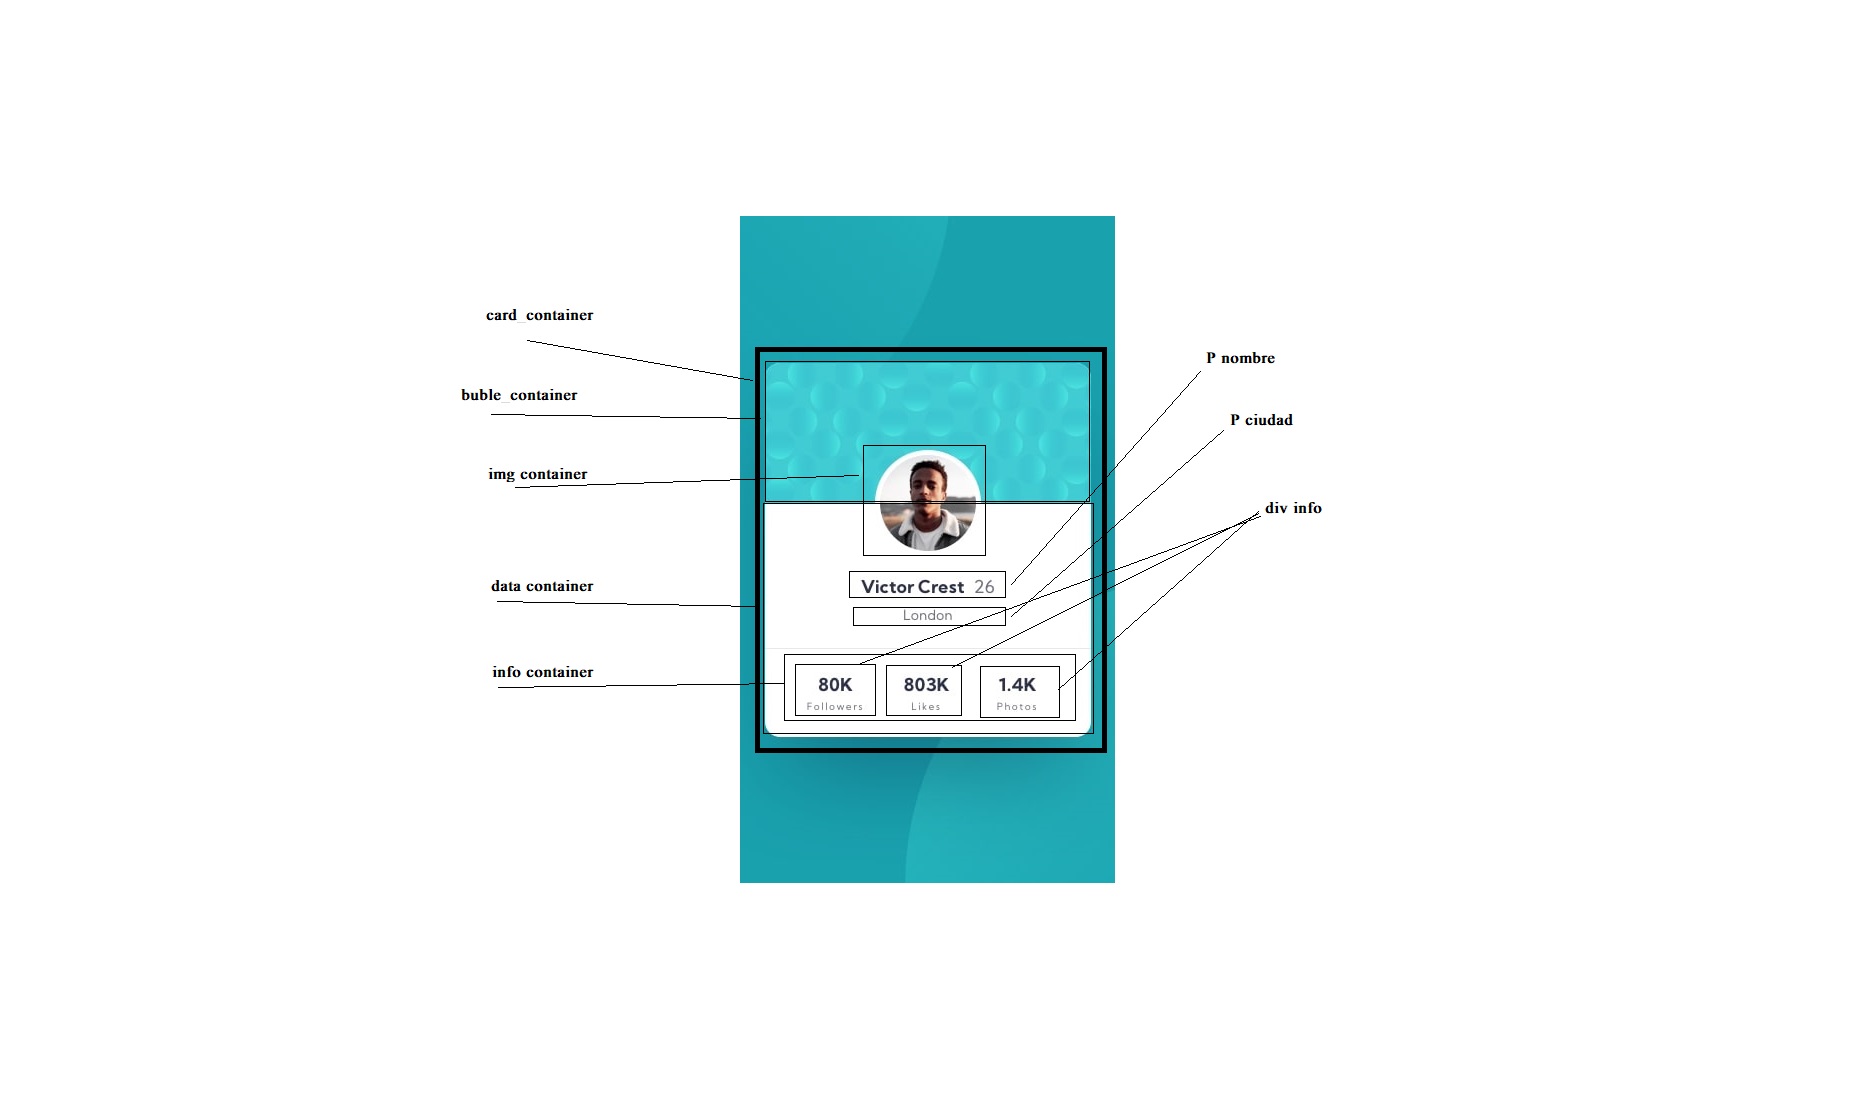 card_container
buble_container
img container
data container
info container
P nombre
P ciudad
div info
Victor Crest 26
London
80K
Followers
803K
Likes
1.4K
Photos